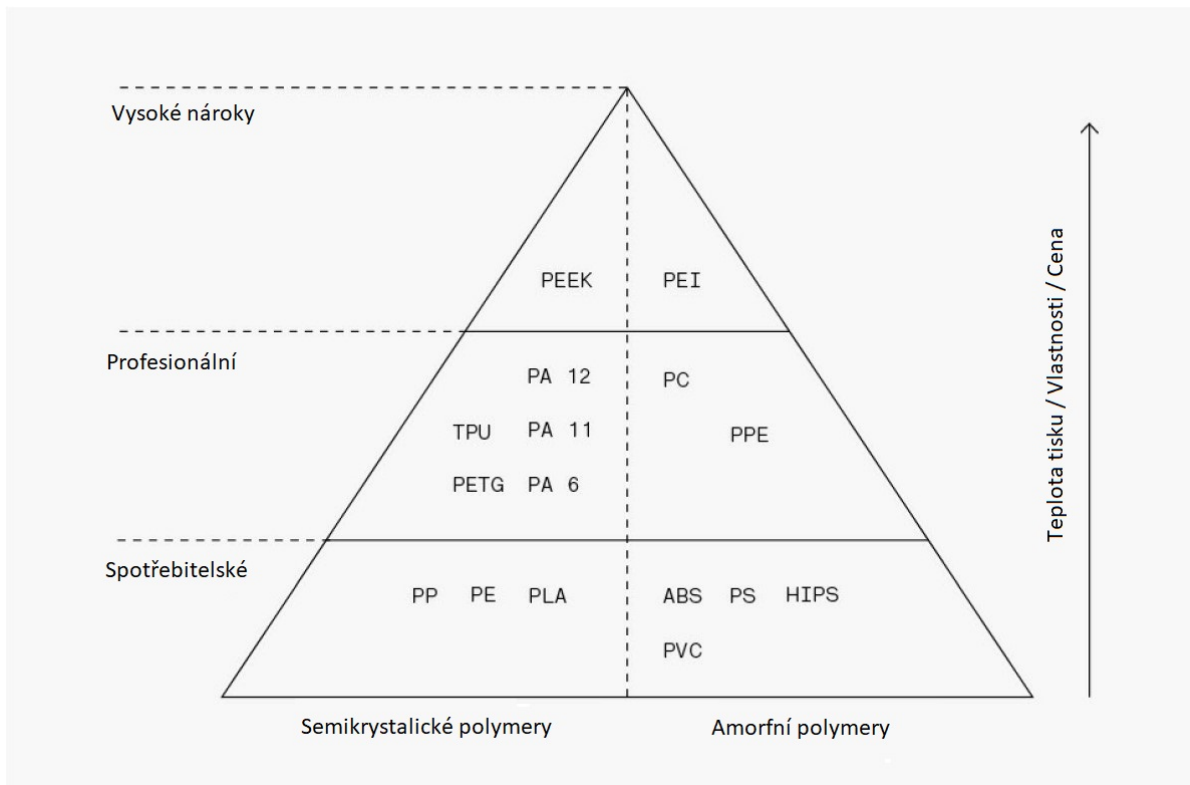 Vysoké nároky
PEEK PEI
Profesionální
PA 12 PC
TPU PA 11 PPE
PETG PA 6
Spotřebitelské
PP PE PLA ABS PS HIPS
PVC
Semikrystalické polymery Amorfní polymery
Teplota tisku / Vlastnosti / Cena